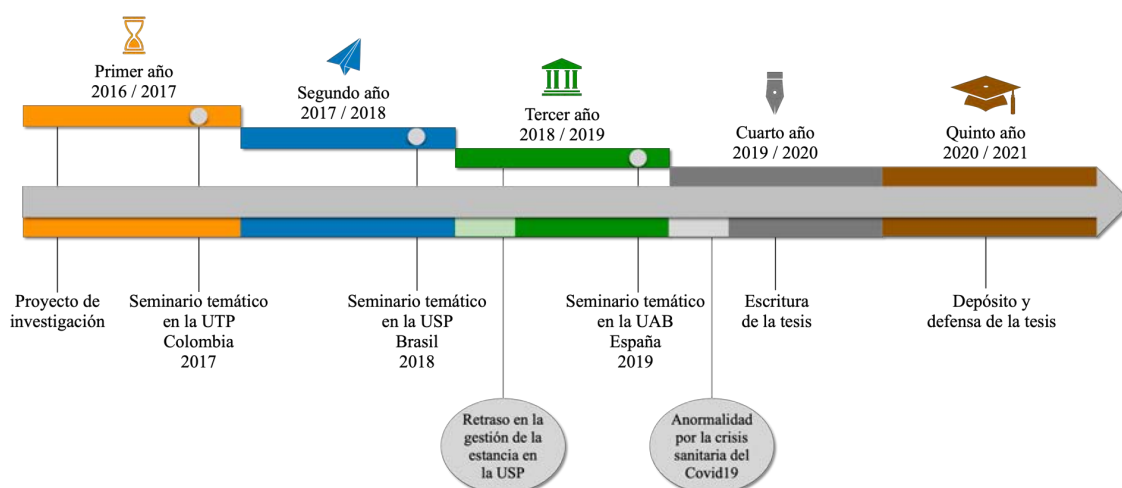 Primer año
2016 / 2017
Segundo año
2017 / 2018
Tercer año
2018 / 2019
Cuarto año
2019 / 2020
Quinto año
2020 / 2021
Proyecto de
investigación
Seminario temático
en la UTP
Colombia
2017
Seminario temático
en la USP
Brasil
2018
Seminario temático
en la UAB
España
2019
Escritura
de la tesis
Depósito y
defensa de la tesis
Retraso en la
gestión de la
estancia en
la USP
Anormalidad
por la crisis
sanitaria del
Covid19